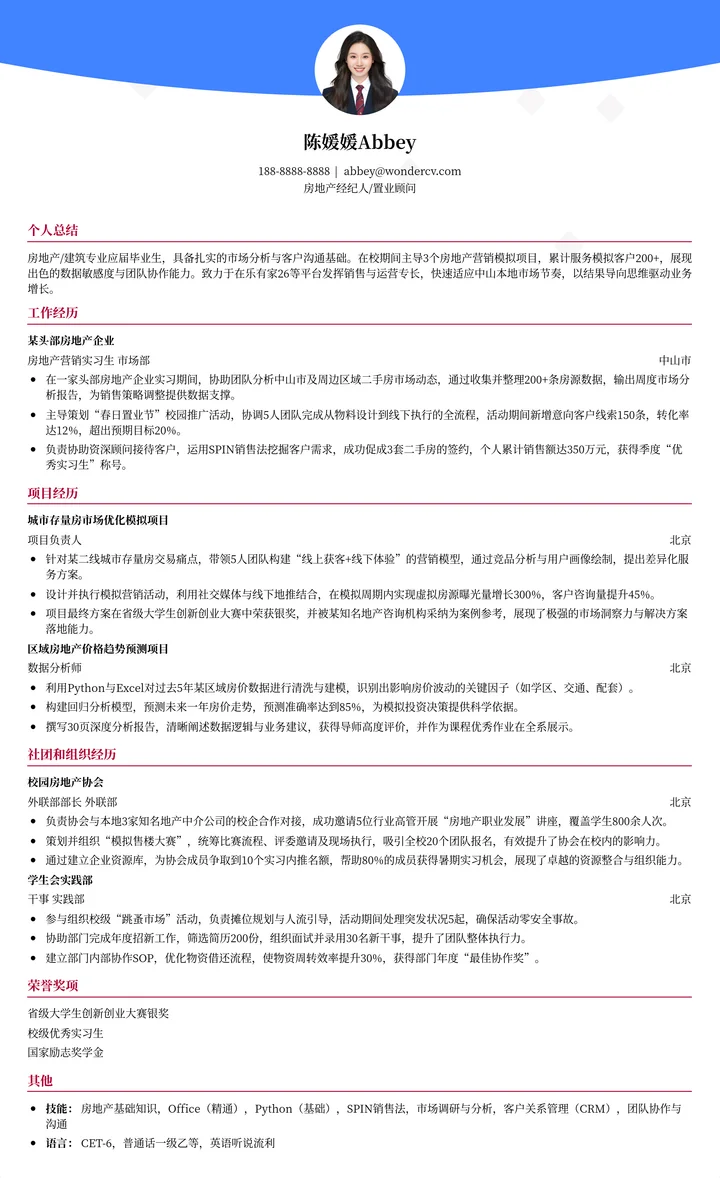 陈媛媛Abbey
188-8888-8888 | abbey@wondercv.com
房地产经纪人/置业顾问
个人总结
房地产/建筑专业应届毕业生，具备扎实的市场分析与客户沟通基础。在校期间主导3个房地产营销模拟项目，累计服务模拟客户200+，展现
出色的数据敏感度与团队协作能力。致力于在乐有家26等平台发挥销售与运营专长，快速适应中山本地市场节奏，以结果导向思维驱动业务
增长。
工作经历
某头部房地产企业
房地产营销实习生 市场部 中山市
• 在一家头部房地产企业实习期间，协助团队分析中山市及周边区域二手房市场动态，通过收集并整理200+条房源数据，输出周度市场分
析报告，为销售策略调整提供数据支撑。
• 主导策划“春日置业节”校园推广活动，协调5人团队完成从物料设计到线下执行的全流程，活动期间新增意向客户线索150条，转化率
达12%，超出预期目标20%。
• 负责协助资深顾问接待客户，运用SPIN销售法挖掘客户需求，成功促成3套二手房的签约，个人累计销售额达350万元，获得季度“优
秀实习生”称号。
项目经历
城市存量房市场优化模拟项目
项目负责人 北京
• 针对某二线城市存量房交易痛点，带领5人团队构建“线上获客+线下体验”的营销模型，通过竞品分析与用户画像绘制，提出差异化服
务方案。
• 设计并执行模拟营销活动，利用社交媒体与线下地推结合，在模拟周期内实现虚拟房源曝光量增长300%，客户咨询量提升45%。
• 项目最终方案在省级大学生创新创业大赛中荣获银奖，并被某知名地产咨询机构采纳为案例参考，展现了极强的市场洞察力与解决方案
落地能力。
区域房地产价格趋势预测项目
数据分析师 北京
• 利用Python与Excel对过去5年某区域房价数据进行清洗与建模，识别出影响房价波动的关键因子（如学区、交通、配套）。
• 构建回归分析模型，预测未来一年房价走势，预测准确率达到85%，为模拟投资决策提供科学依据。
• 撰写30页深度分析报告，清晰阐述数据逻辑与业务建议，获得导师高度评价，并作为课程优秀作业在全系展示。
社团和组织经历
校园房地产协会
外联部部长 外联部 北京
• 负责协会与本地3家知名地产中介公司的校企合作对接，成功邀请5位行业高管开展“房地产职业发展”讲座，覆盖学生800余人次。
• 策划并组织“模拟售楼大赛”，统筹比赛流程、评委邀请及现场执行，吸引全校20个团队报名，有效提升了协会在校内的影响力。
• 通过建立企业资源库，为协会成员争取到10个实习内推名额，帮助80%的成员获得暑期实习机会，展现了卓越的资源整合与组织能力。
学生会实践部
干事 实践部 北京
• 参与组织校级“跳蚤市场”活动，负责摊位规划与人流引导，活动期间处理突发状况5起，确保活动零安全事故。
• 协助部门完成年度招新工作，筛选简历200份，组织面试并录用30名新干事，提升了团队整体执行力。
• 建立部门内部协作SOP，优化物资借还流程，使物资周转效率提升30%，获得部门年度“最佳协作奖”。
荣誉奖项
省级大学生创新创业大赛银奖
校级优秀实习生
国家励志奖学金
其他
• 技能： 房地产基础知识，Office（精通），Python（基础），SPIN销售法，市场调研与分析，客户关系管理（CRM），团队协作与
沟通
• 语言： CET-6，普通话一级乙等，英语听说流利